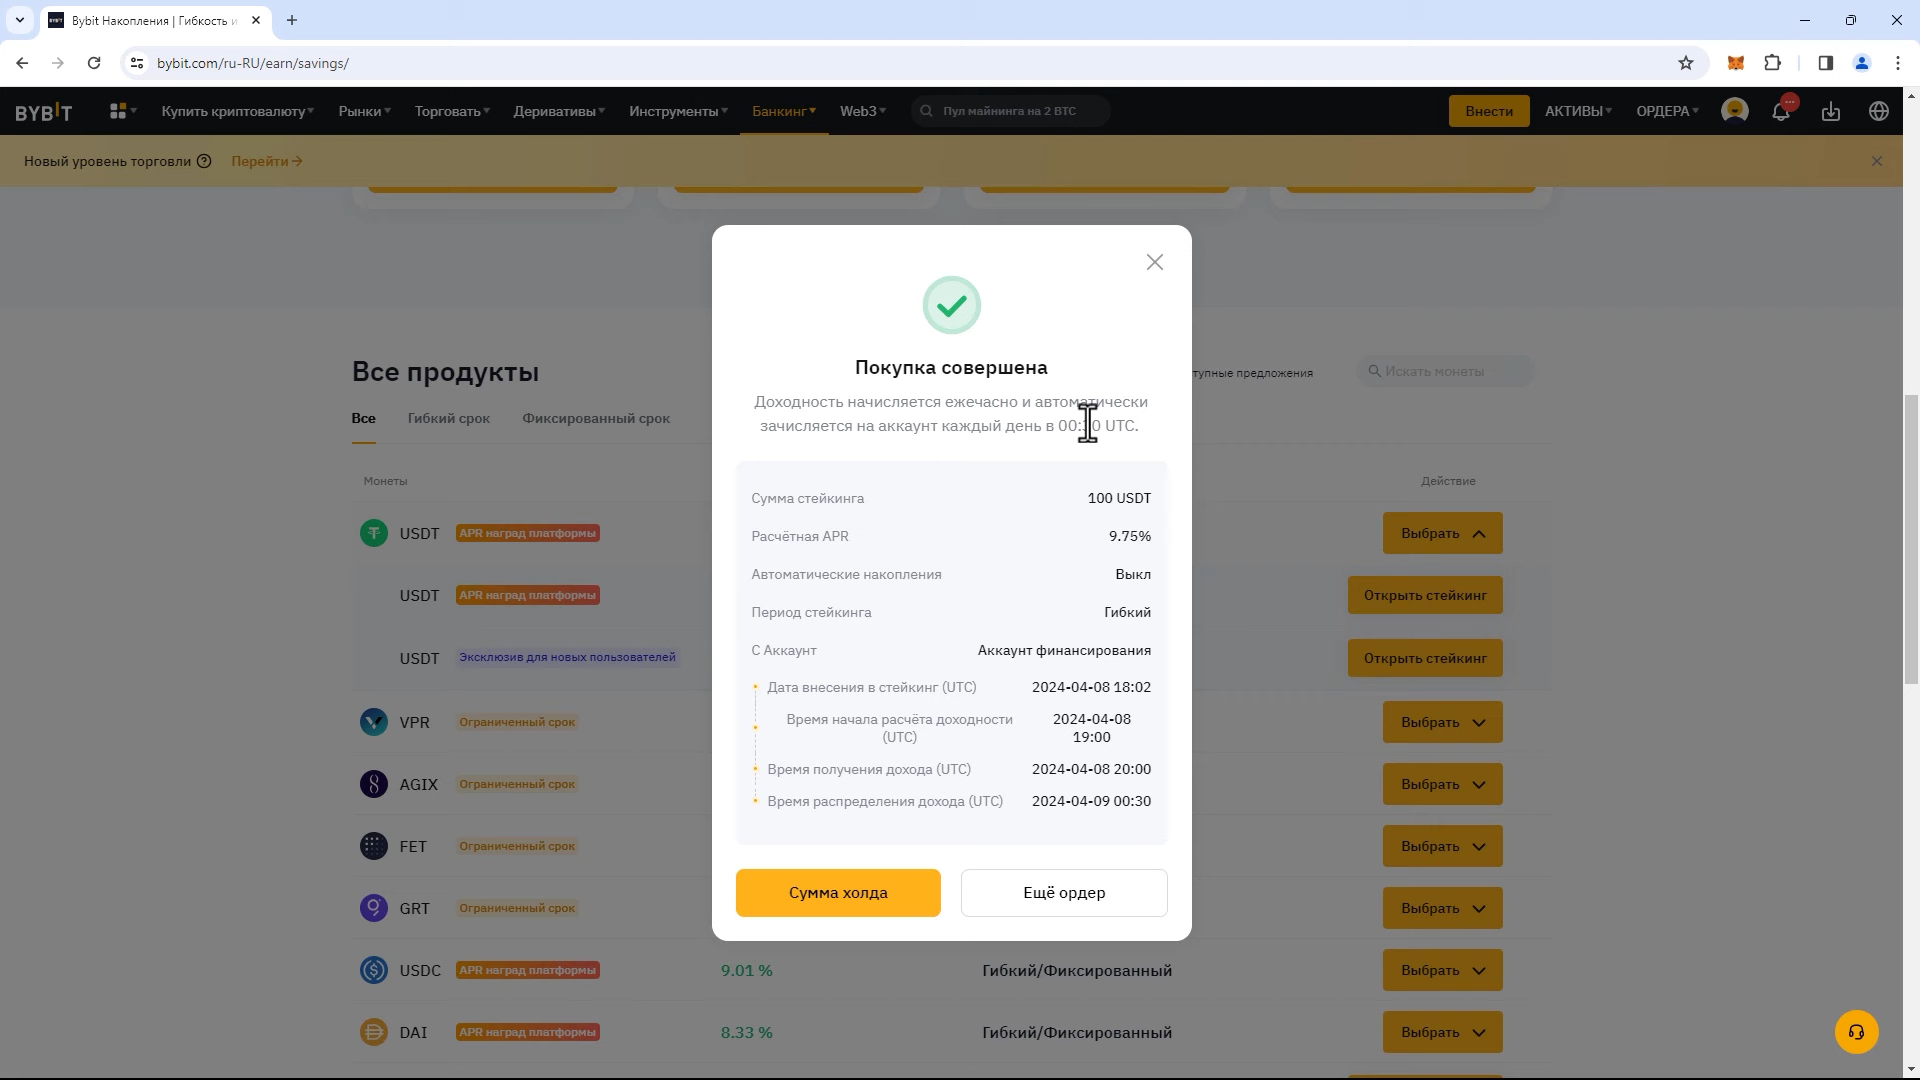 Bybit Накопления | Гибкость и
bybit.com/ru-RU/earn/savings/
BYBIT
Купить криптовалюту
Рынки
Торговать
Деривативы
Инструменты
Банкинг
Web3
Пул майнинга на 2 BTC
Внести
АКТИВЫ
ОРДЕРА
Новый уровень торговли
Перейти
Покупка совершена
Доходность начисляется ежечасно и автоматически
зачисляется на аккаунт каждый день в 00:30 UTC.
Сумма стейкинга 100 USDT
Расчётная APR 9.75%
Автоматические накопления Выкл
Период стейкинга Гибкий
С Аккаунт Аккаунт финансирования
Дата внесения в стейкинг (UTC) 2024-04-08 18:02
Время начала расчёта доходности 2024-04-08
(UTC) 19:00
Время получения дохода (UTC) 2024-04-08 20:00
Время распределения дохода (UTC) 2024-04-09 00:30
Сумма холда
Ещё ордер
Все продукты
предложения
Искать монеты
Все
Гибкий срок
Фиксированный срок
Монеты
Действие
USDT APR наград платформы Выбрать
USDT APR наград платформы Открыть стейкинг
USDT Эксклюзив для новых пользователей Открыть стейкинг
VPR Ограниченный срок Выбрать
AGIX Ограниченный срок Выбрать
FET Ограниченный срок Выбрать
GRT Ограниченный срок Выбрать
USDC APR наград платформы 9.01 % Гибкий/Фиксированный Выбрать
DAI APR наград платформы 8.33 % Гибкий/Фиксированный Выбрать